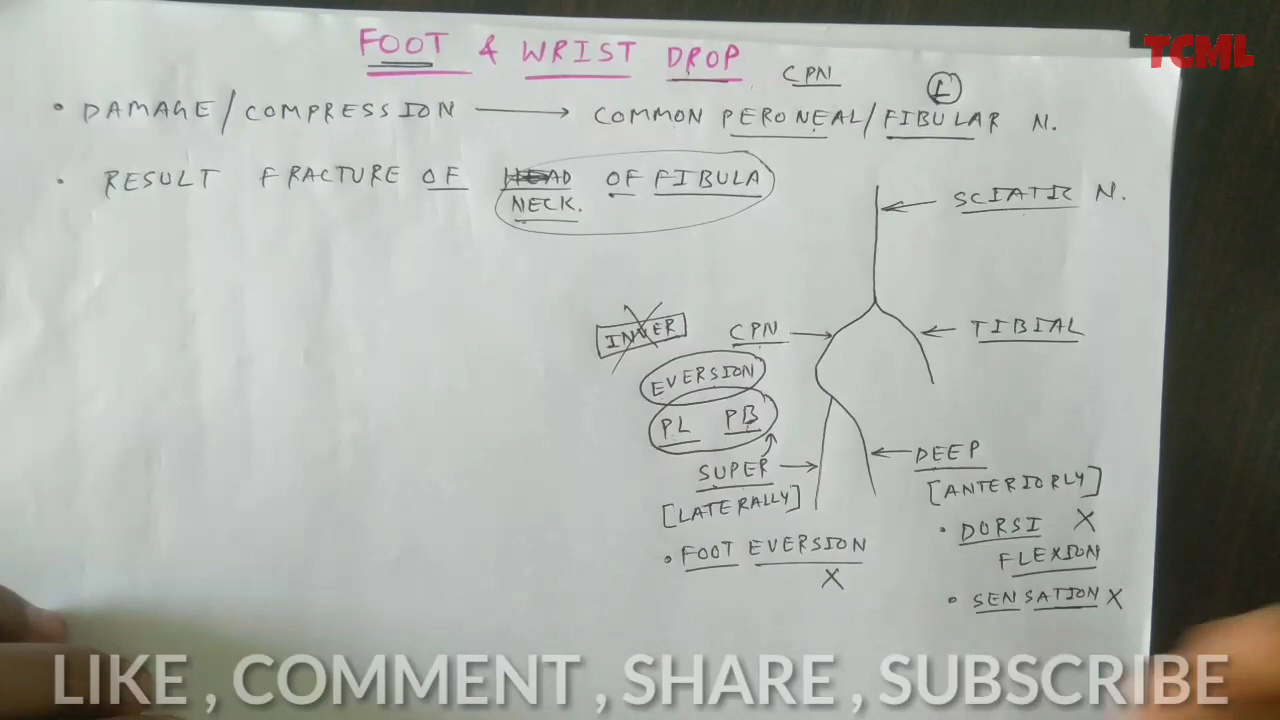 FOOT & WRIST DROP
TCML
CPN
L
• DAMAGE/COMPRESSION → COMMON PERONEAL/FIBULAR N.
• RESULT FRACTURE OF HEAD OF FIBULA
NECK.
← SCIATIC N.
INVER
CPN →
← TIBIAL
EVERSION
PL PB
SUPER →
← DEEP
[LATERALLY]
[ANTERIORLY]
• FOOT EVERSION
X
• DORSI X
FLEXION
• SENSATION X
LIKE , COMMENT , SHARE , SUBSCRIBE